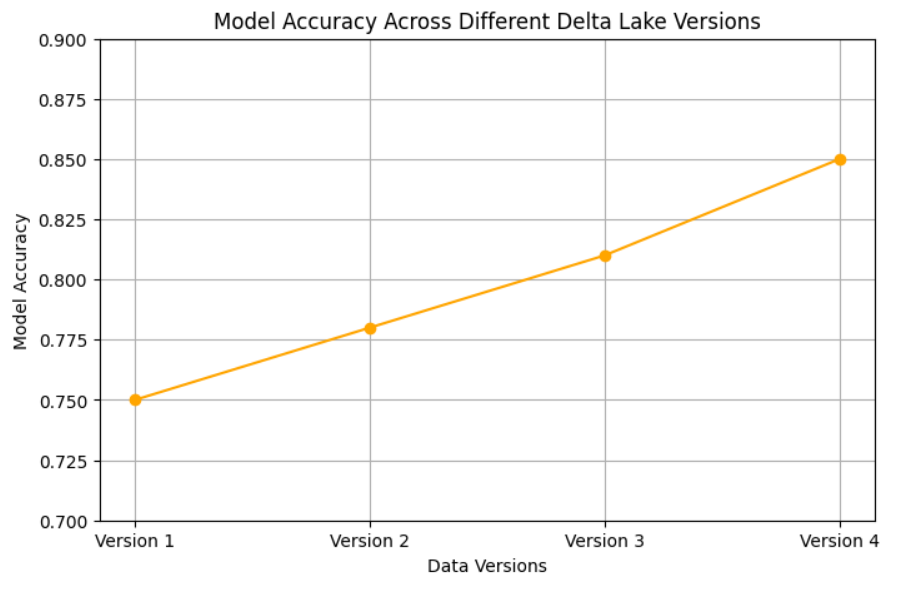 Model Accuracy Across Different Delta Lake Versions
0.900
0.875
0.850
0.825
0.800
0.775
0.750
0.725
0.700
Model Accuracy
Version 1
Version 2
Version 3
Version 4
Data Versions